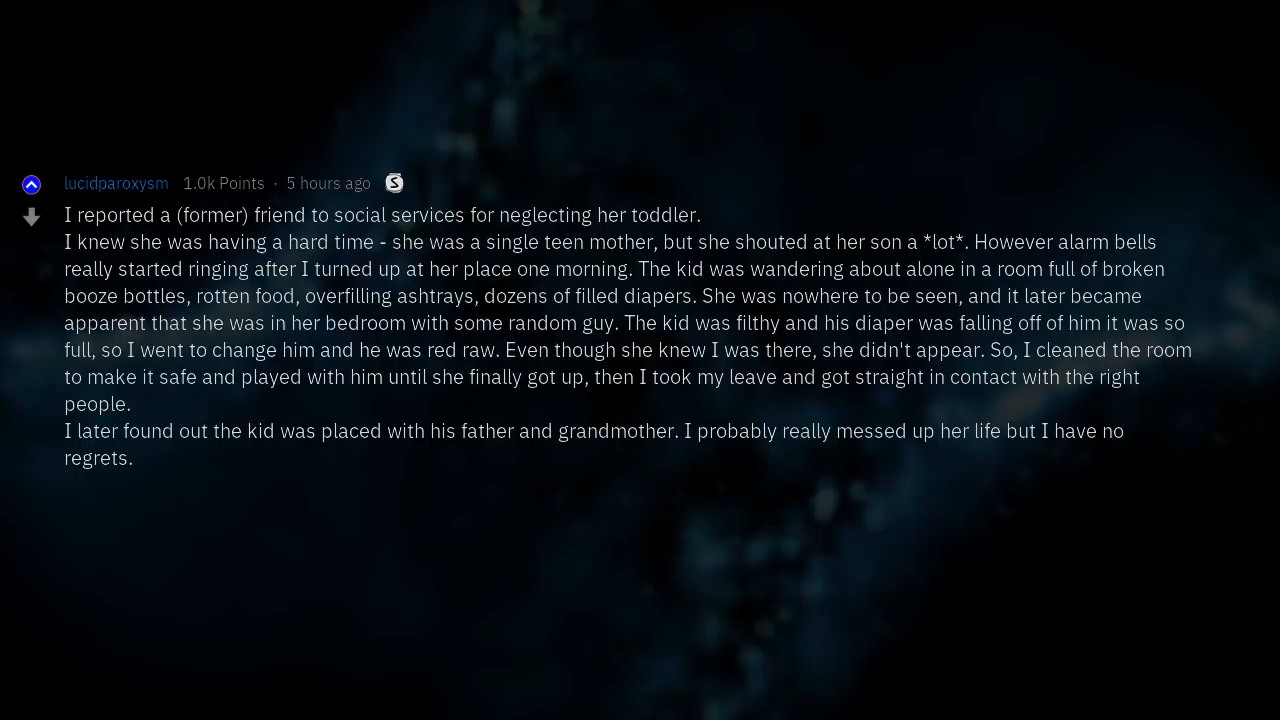 lucidparoxysm 1.0k Points · 5 hours ago
I reported a (former) friend to social services for neglecting her toddler.
I knew she was having a hard time - she was a single teen mother, but she shouted at her son a *lot*. However alarm bells
really started ringing after I turned up at her place one morning. The kid was wandering about alone in a room full of broken
booze bottles, rotten food, overfilling ashtrays, dozens of filled diapers. She was nowhere to be seen, and it later became
apparent that she was in her bedroom with some random guy. The kid was filthy and his diaper was falling off of him it was so
full, so I went to change him and he was red raw. Even though she knew I was there, she didn't appear. So, I cleaned the room
to make it safe and played with him until she finally got up, then I took my leave and got straight in contact with the right
people.
I later found out the kid was placed with his father and grandmother. I probably really messed up her life but I have no
regrets.